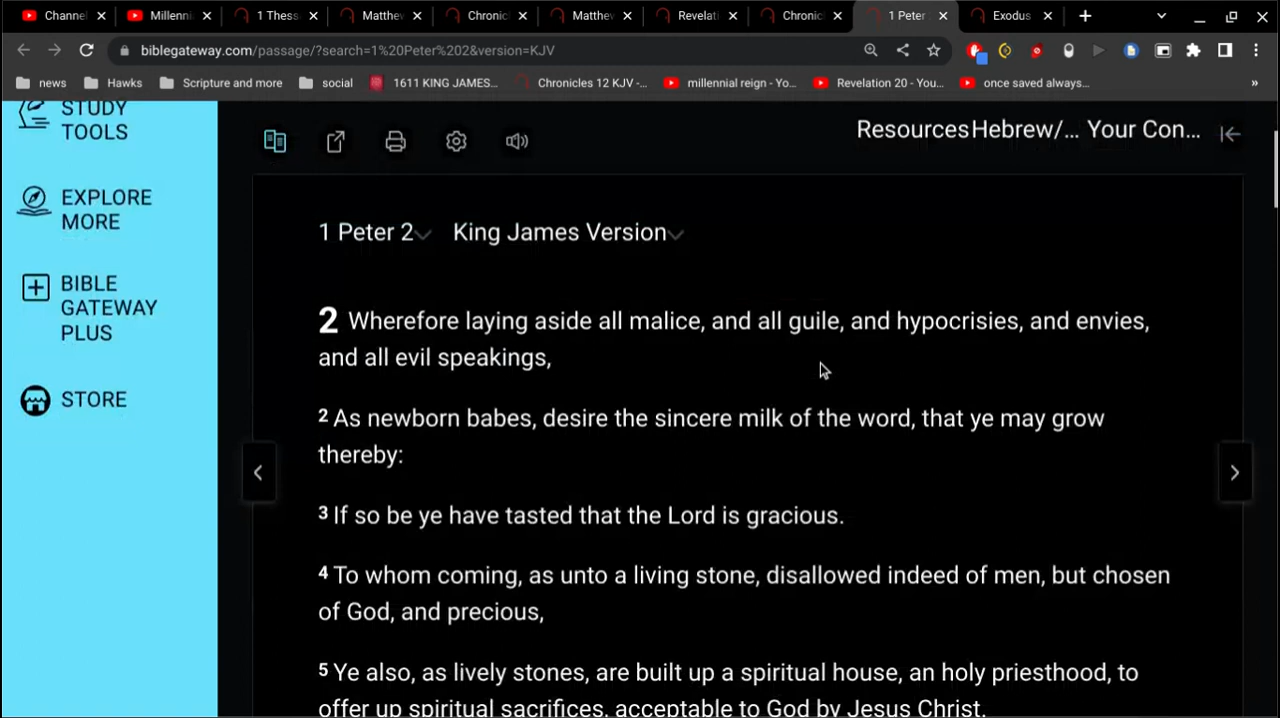 Channel Millenni 1 Thess Matthew Chronicl Matthew Revelati Chronicl 1 Peter Exodus
biblegateway.com/passage/?search=1%20Peter%202&version=KJV
news Hawks Scripture and more social 1611 KING JAMES... Chronicles 12 KJV -... millennial reign - Yo... Revelation 20 - You... once saved always... »
STUDY
TOOLS
EXPLORE
MORE
BIBLE
GATEWAY
PLUS
STORE
Resources Hebrew/... Your Con...
1 Peter 2 King James Version
2 Wherefore laying aside all malice, and all guile, and hypocrisies, and envies,
and all evil speakings,
2 As newborn babes, desire the sincere milk of the word, that ye may grow
thereby:
3 If so be ye have tasted that the Lord is gracious.
4 To whom coming, as unto a living stone, disallowed indeed of men, but chosen
of God, and precious,
5 Ye also, as lively stones, are built up a spiritual house, an holy priesthood, to
offer up spiritual sacrifices, acceptable to God by Jesus Christ.